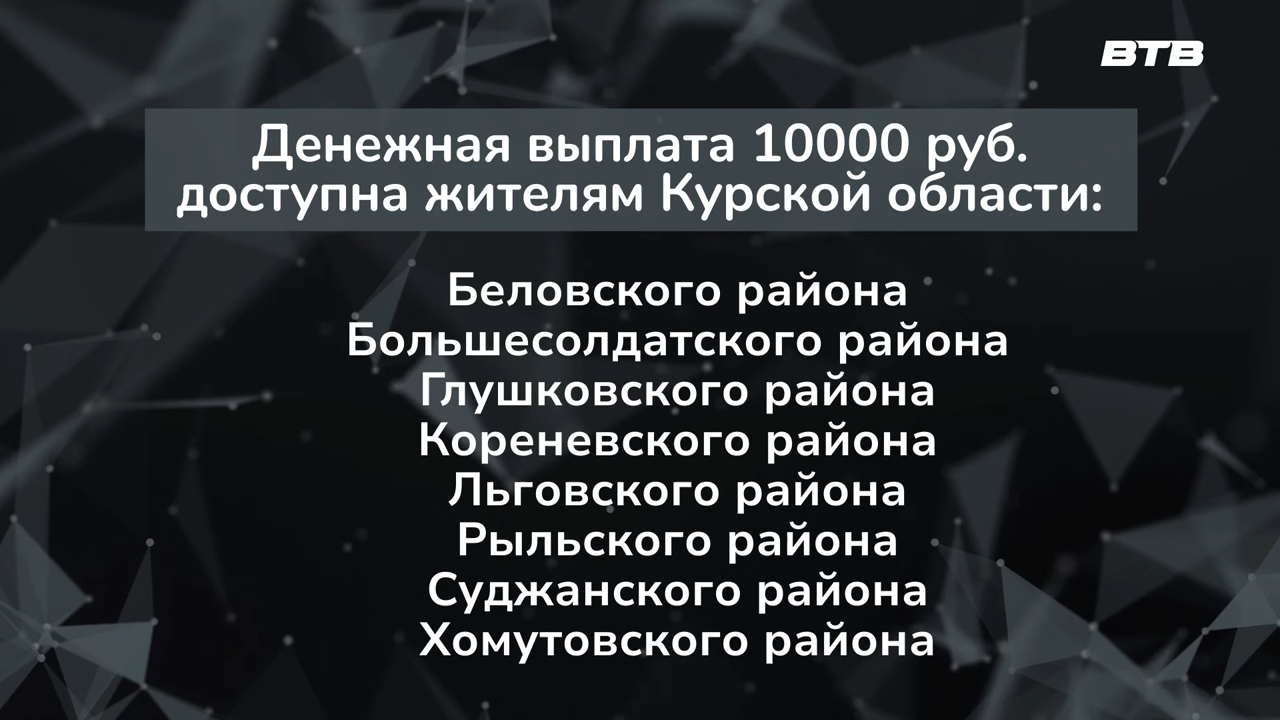 ВТВ
Денежная выплата 10000 руб.
доступна жителям Курской области:
Беловского района
Большесолдатского района
Глушковского района
Кореневского района
Льговского района
Рыльского района
Суджанского района
Хомутовского района